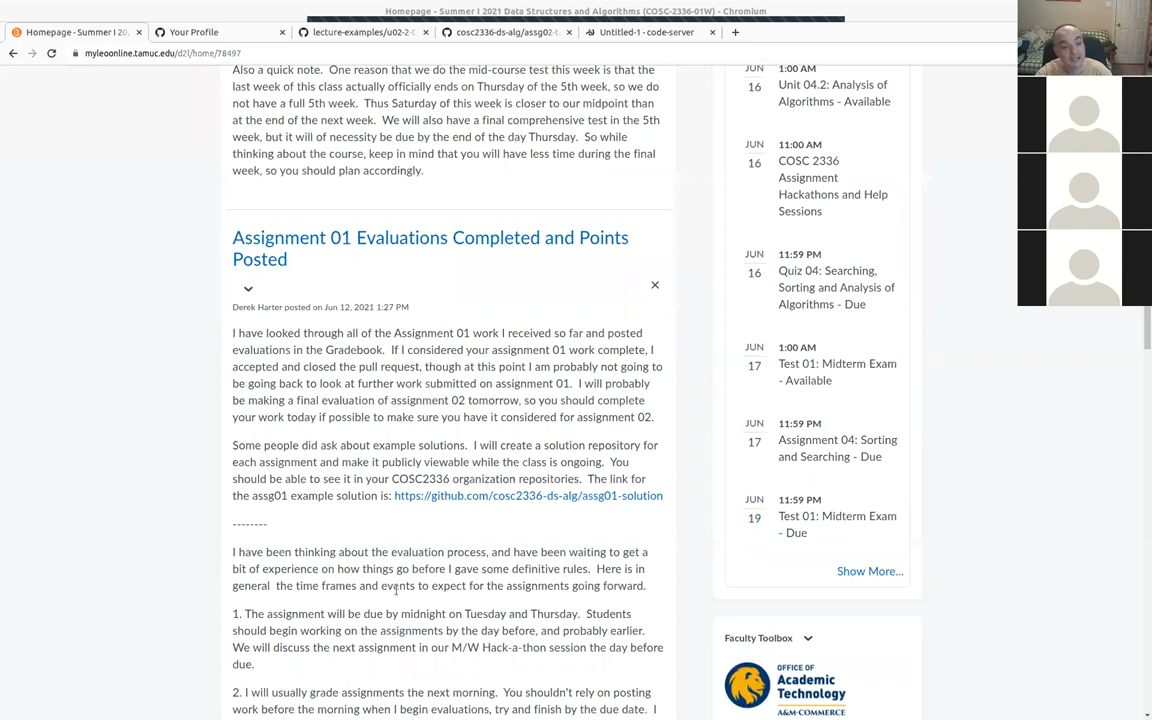 Homepage - Summer I 2021 Data Structures and Algorithms (COSC-2336-01W) - Chromium
Homepage - Summer I 202
Your Profile
lecture-examples/u02-2-
cosc2336-ds-alg/assg02-
Untitled-1 - code-server
myleoonline.tamuc.edu/d2l/home/78497
Also a quick note. One reason that we do the mid-course test this week is that the
last week of this class actually officially ends on Thursday of the 5th week, so we do
not have a full 5th week. Thus Saturday of this week is closer to our midpoint than
at the end of the next week. We will also have a final comprehensive test in the 5th
week, but it will of necessity be due by the end of the day Thursday. So while
thinking about the course, keep in mind that you will have less time during the final
week, so you should plan accordingly.
Assignment 01 Evaluations Completed and Points
Posted
Derek Harter posted on Jun 12, 2021 1:27 PM
I have looked through all of the Assignment 01 work I received so far and posted
evaluations in the Gradebook. If I considered your assignment 01 work complete, I
accepted and closed the pull request, though at this point I am probably not going to
be going back to look at further work submitted on assignment 01. I will probably
be making a final evaluation of assignment 02 tomorrow, so you should complete
your work today if possible to make sure you have it considered for assignment 02.
Some people did ask about example solutions. I will create a solution repository for
each assignment and make it publicly viewable while the class is ongoing. You
should be able to see it in your COSC2336 organization repositories. The link for
the assg01 example solution is: https://github.com/cosc2336-ds-alg/assg01-solution
--------
I have been thinking about the evaluation process, and have been waiting to get a
bit of experience on how things go before I gave some definitive rules. Here is in
general the time frames and events to expect for the assignments going forward.
1. The assignment will be due by midnight on Tuesday and Thursday. Students
should begin working on the assignments by the day before, and probably earlier.
We will discuss the next assignment in our M/W Hack-a-thon session the day before
due.
2. I will usually grade assignments the next morning. You shouldn't rely on posting
work before the morning when I begin evaluations, try and finish by the due date. I
JUN
16
1:00 AM
Unit 04.2: Analysis of
Algorithms - Available
JUN
16
11:00 AM
COSC 2336
Assignment
Hackathons and Help
Sessions
JUN
16
11:59 PM
Quiz 04: Searching,
Sorting and Analysis of
Algorithms - Due
JUN
17
1:00 AM
Test 01: Midterm Exam
- Available
JUN
17
11:59 PM
Assignment 04: Sorting
and Searching - Due
JUN
19
11:59 PM
Test 01: Midterm Exam
- Due
Show More...
Faculty Toolbox
OFFICE OF
Academic
Technology
A&M-COMMERCE